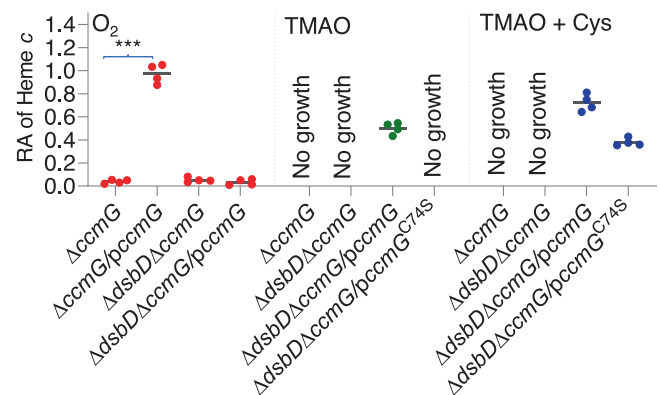 RA of Heme c
1.4
1.2
1.0
0.8
0.6
0.4
0.2
0.0
O₂
***
ΔccmG
ΔccmG/pccmG
ΔdsbDΔccmG
ΔdsbDΔccmG/pccmG
TMAO
No growth
No growth
No growth
ΔccmG
ΔdsbDΔccmG
ΔdsbDΔccmG/pccmG
ΔdsbDΔccmG/pccmGC74S
TMAO + Cys
No growth
No growth
ΔccmG
ΔdsbDΔccmG
ΔdsbDΔccmG/pccmG
ΔdsbDΔccmG/pccmGC74S